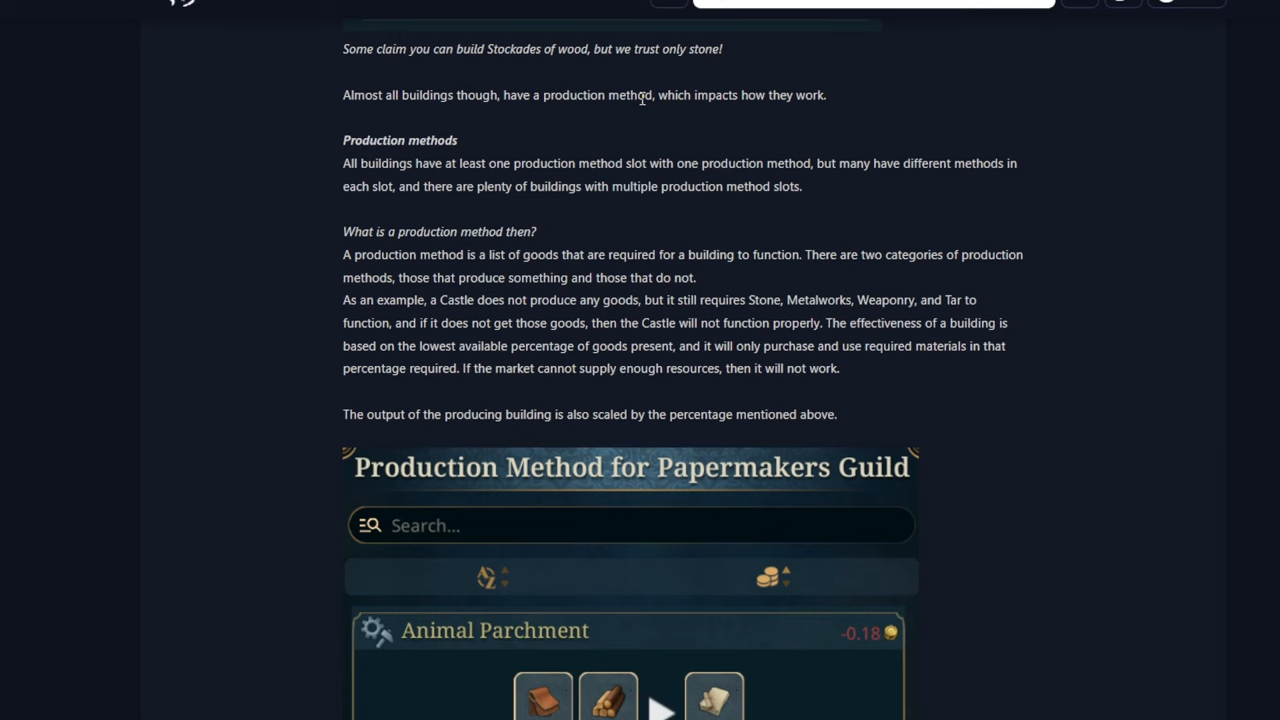 Some claim you can build Stockades of wood, but we trust only stone!
Almost all buildings though, have a production method, which impacts how they work.
Production methods
All buildings have at least one production method slot with one production method, but many have different methods in
each slot, and there are plenty of buildings with multiple production method slots.
What is a production method then?
A production method is a list of goods that are required for a building to function. There are two categories of production
methods, those that produce something and those that do not.
As an example, a Castle does not produce any goods, but it still requires Stone, Metalworks, Weaponry, and Tar to
function, and if it does not get those goods, then the Castle will not function properly. The effectiveness of a building is
based on the lowest available percentage of goods present, and it will only purchase and use required materials in that
percentage required. If the market cannot supply enough resources, then it will not work.
The output of the producing building is also scaled by the percentage mentioned above.
Production Method for Papermakers Guild
Search...
AZ
Animal Parchment -0.18